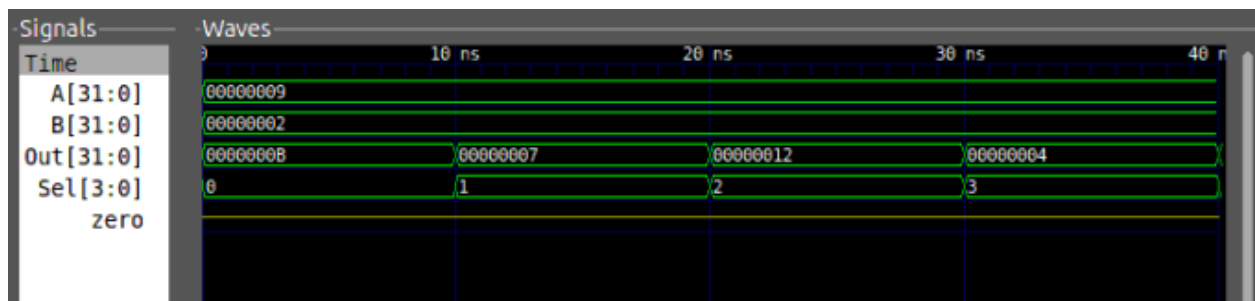 Signals Waves
Time 0 10 ns 20 ns 30 ns 40 n
A[31:0] 00000009
B[31:0] 00000002
Out[31:0] 0000000B 00000007 00000012 00000004
Sel[3:0] 0 1 2 3
zero